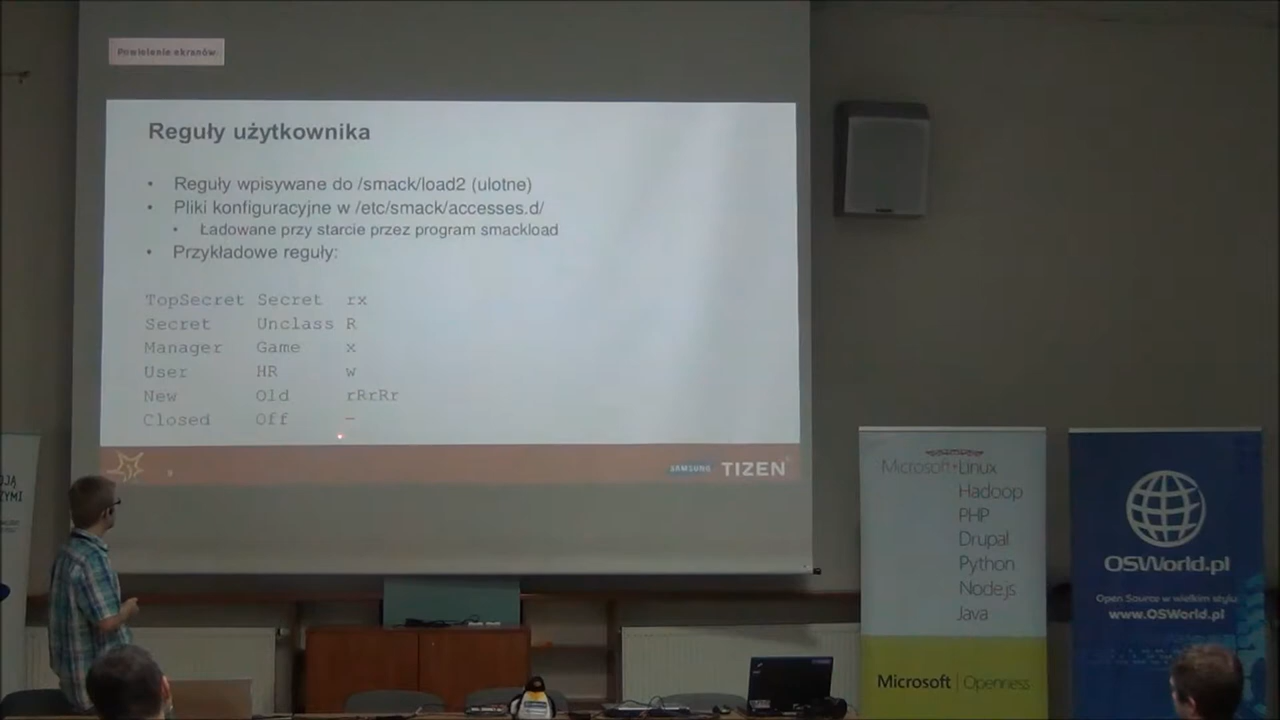 Powielenie ekranów
Reguły użytkownika
• Reguły wpisywane do /smack/load2 (ulotne)
• Pliki konfiguracyjne w /etc/smack/accesses.d/
• Ładowane przy starcie przez program smackload
• Przykładowe reguły:
TopSecret Secret rx
Secret Unclass R
Manager Game x
User HR w
New Old rRrRr
Closed Off -
9
SAMSUNG TIZEN
Microsoft+Linux
Hadoop
PHP
Drupal
Python
Node.js
Java
Microsoft | Openness
OSWorld.pl
Open Source w wielkim stylu
www.OSWorld.pl